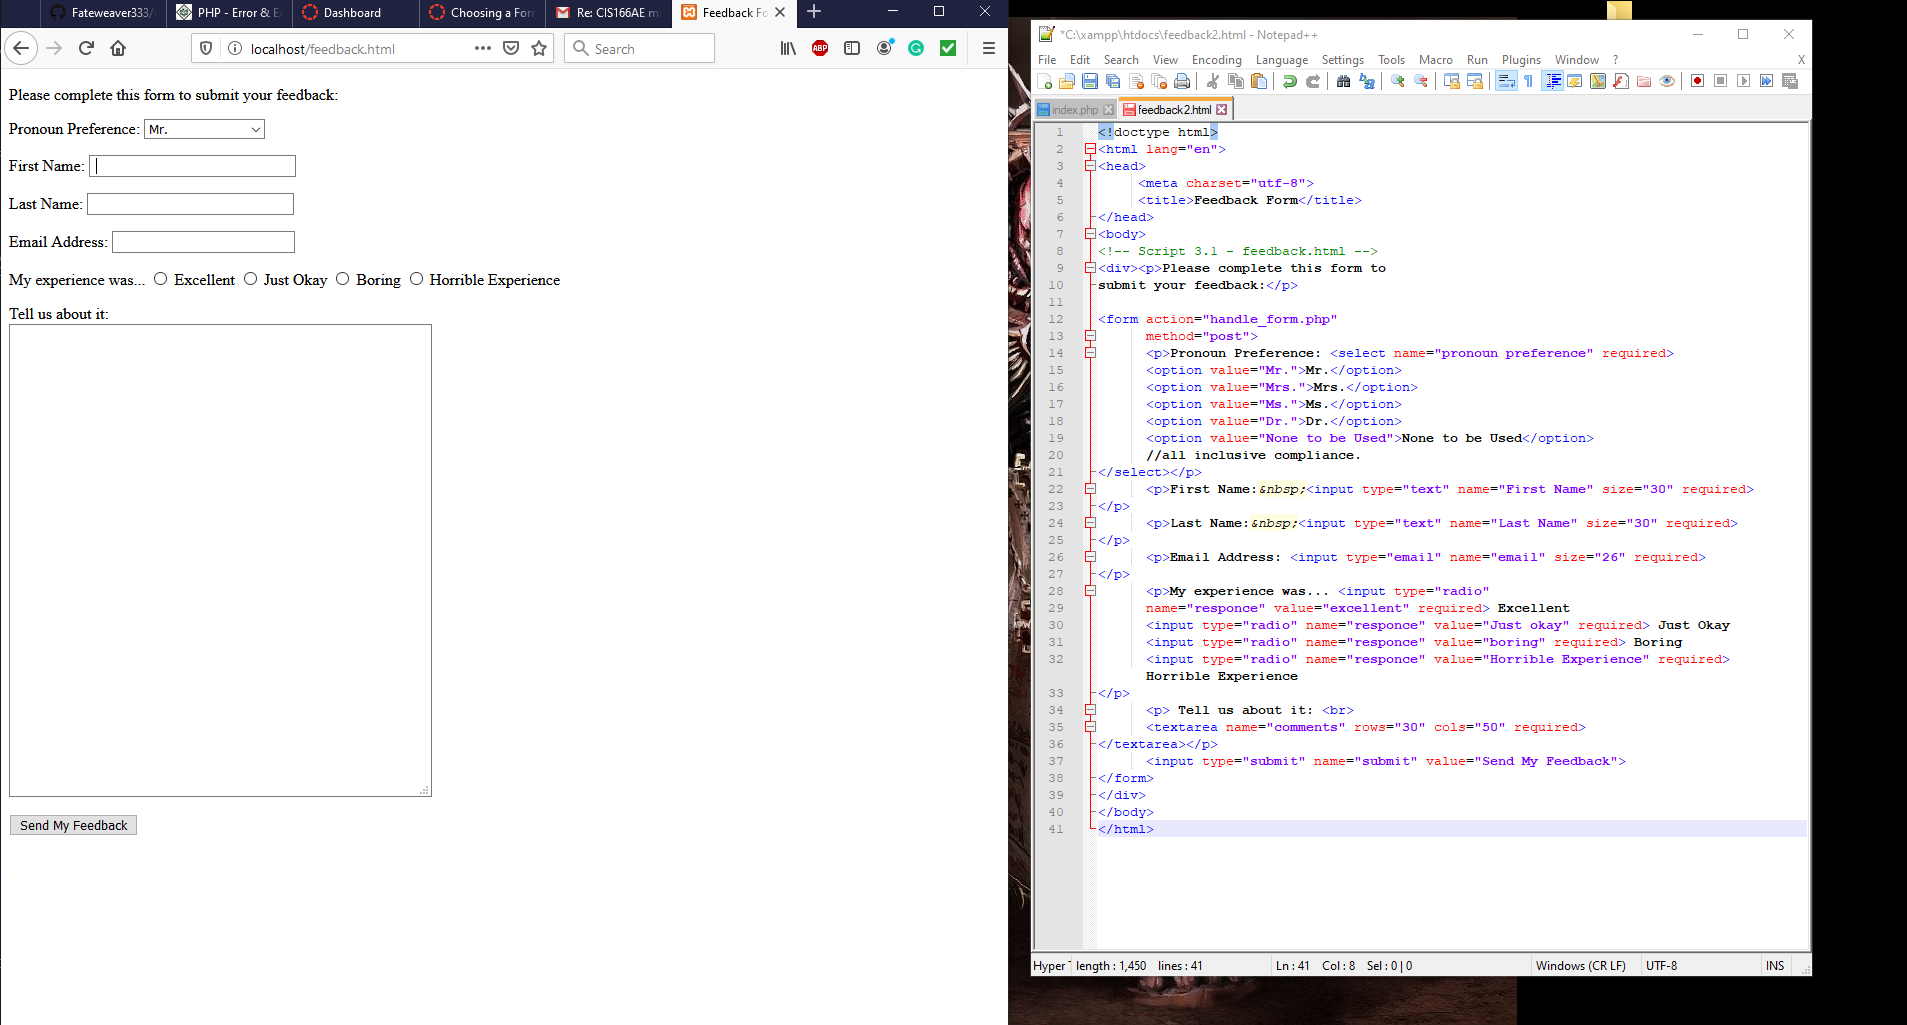 Fateweaver333/
PHP - Error & E
Dashboard
Choosing a For
Re: CIS166AE m
Feedback Fo
localhost/feedback.html
Search
ABP
Please complete this form to submit your feedback:
Pronoun Preference: Mr.
First Name:
Last Name:
Email Address:
My experience was... Excellent Just Okay Boring Horrible Experience
Tell us about it:
Send My Feedback
*C:\xampp\htdocs\feedback2.html - Notepad++
File Edit Search View Encoding Language Settings Tools Macro Run Plugins Window ? X
index.php feedback2.html
1 <!doctype html>
2 <html lang="en">
3 <head>
4 <meta charset="utf-8">
5 <title>Feedback Form</title>
6 </head>
7 <body>
8 <!-- Script 3.1 - feedback.html -->
9 <div><p>Please complete this form to
10 submit your feedback:</p>
11
12 <form action="handle_form.php"
13 method="post">
14 <p>Pronoun Preference: <select name="pronoun preference" required>
15 <option value="Mr.">Mr.</option>
16 <option value="Mrs.">Mrs.</option>
17 <option value="Ms.">Ms.</option>
18 <option value="Dr.">Dr.</option>
19 <option value="None to be Used">None to be Used</option>
20 //all inclusive compliance.
21 </select></p>
22 <p>First Name:&nbsp;<input type="text" name="First Name" size="30" required>
23 </p>
24 <p>Last Name:&nbsp;<input type="text" name="Last Name" size="30" required>
25 </p>
26 <p>Email Address: <input type="email" name="email" size="26" required>
27 </p>
28 <p>My experience was... <input type="radio"
29 name="responce" value="excellent" required> Excellent
30 <input type="radio" name="responce" value="Just okay" required> Just Okay
31 <input type="radio" name="responce" value="boring" required> Boring
32 <input type="radio" name="responce" value="Horrible Experience" required>
Horrible Experience
33 </p>
34 <p> Tell us about it: <br>
35 <textarea name="comments" rows="30" cols="50" required>
36 </textarea></p>
37 <input type="submit" name="submit" value="Send My Feedback">
38 </form>
39 </div>
40 </body>
41 </html>
Hyper T length : 1,450 lines : 41 Ln : 41 Col : 8 Sel : 0 | 0 Windows (CR LF) UTF-8 INS